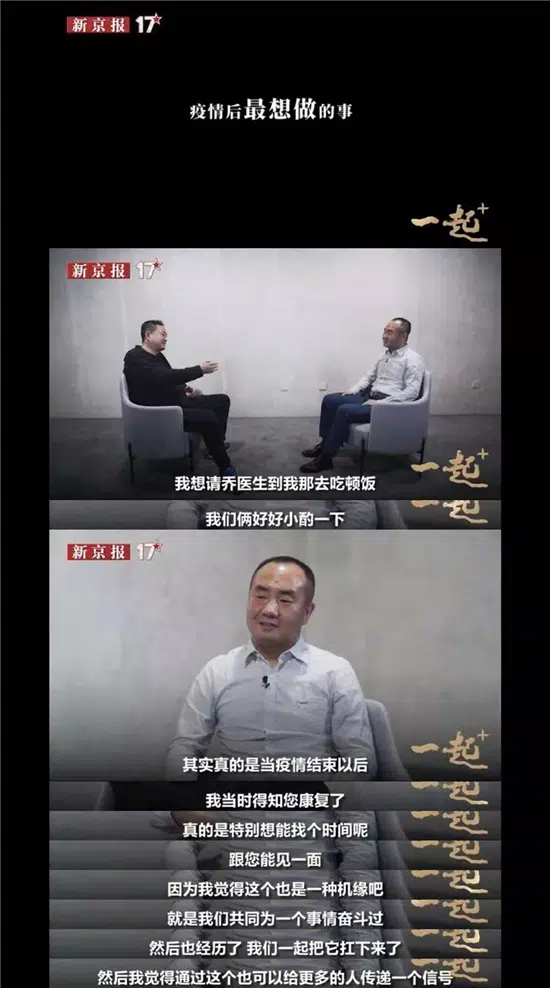 新京报 17
疫情后最想做的事
一起+
新京报 17
一起+
我想请乔医生到我那去吃顿饭
我们俩好好小酌一下
新京报 17
一起+
其实真的是当疫情结束以后
我当时得知您康复了
真的是特别想能找个时间呢
跟您能见一面
因为我觉得这个也是一种机缘吧
就是我们共同为一个事情奋斗过
然后也经历了 我们一起把它扛下来了
然后我觉得通过这个也可以给更多的人传递一个信号